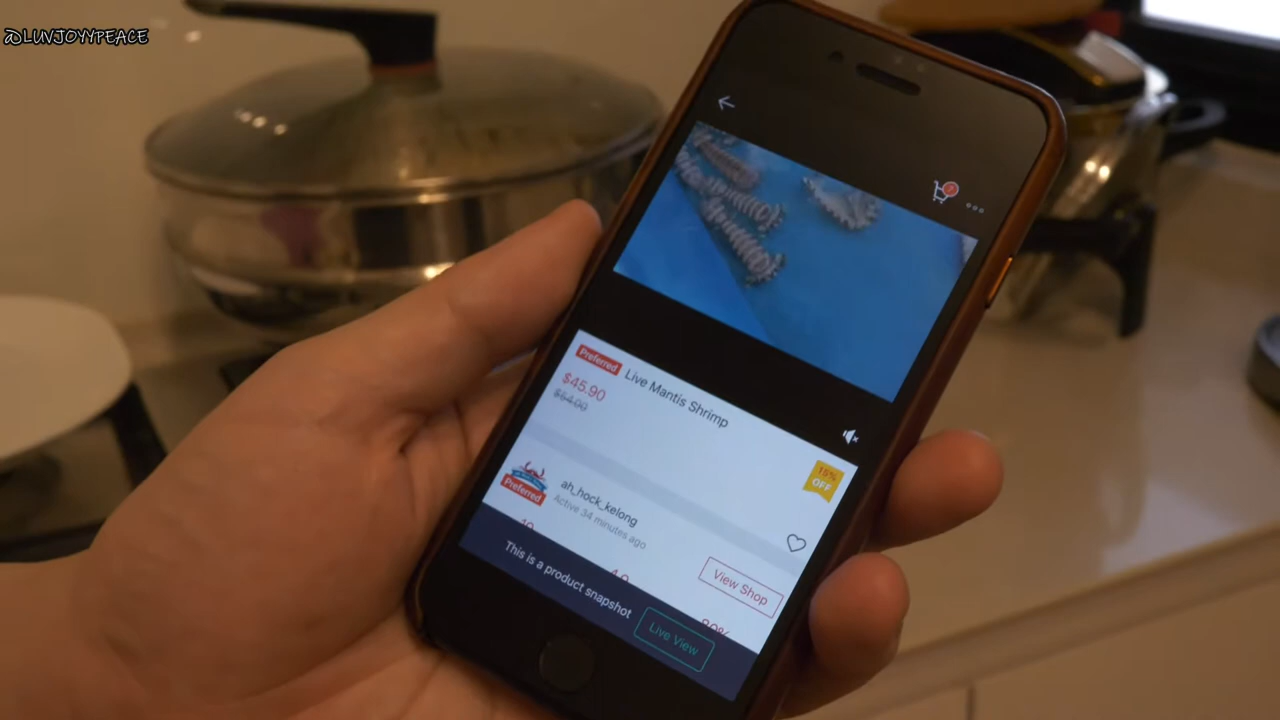 @LUVJOYYPEACE
Preferred
Live Mantis Shrimp
$45.90
$54.00
15%
OFF
Preferred
ah_hock_kelong
Active 34 minutes ago
View Shop
This is a product snapshot
Live View